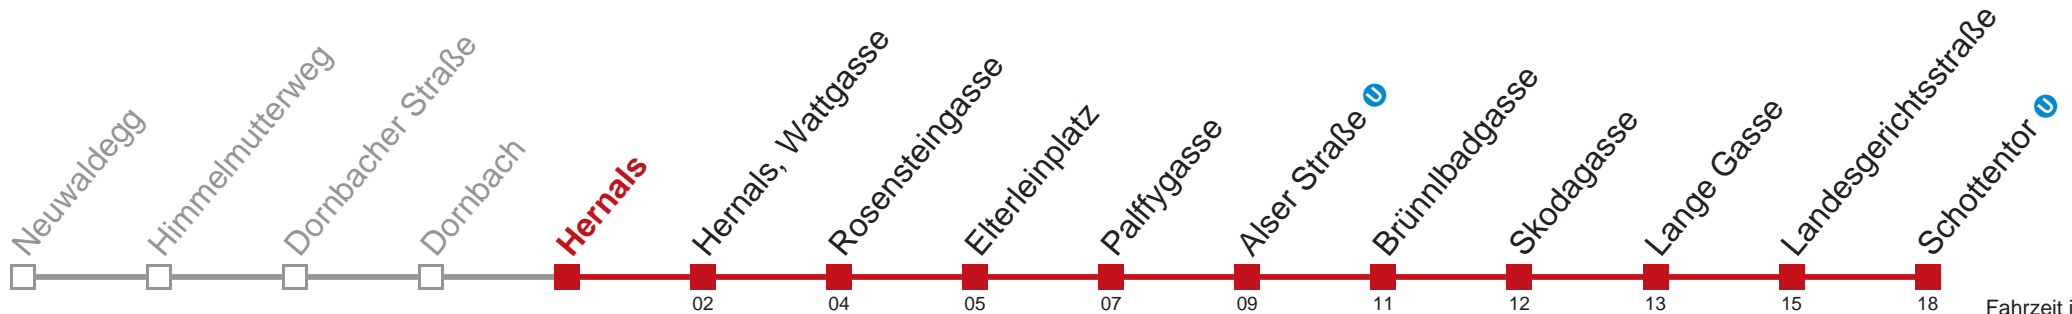 Neuwaldegg
Himmelmutterweg
Dornbacher Straße
Dornbach
Hernals
Hernals, Wattgasse
Rosensteingasse
Elterleinplatz
Palffygasse
Alser Straße U
Brünnlbadgasse
Skodagasse
Lange Gasse
Landesgerichtsstraße
Schottentor U
02 04 05 07 09 11 12 13 15 18
Fahrzeit i